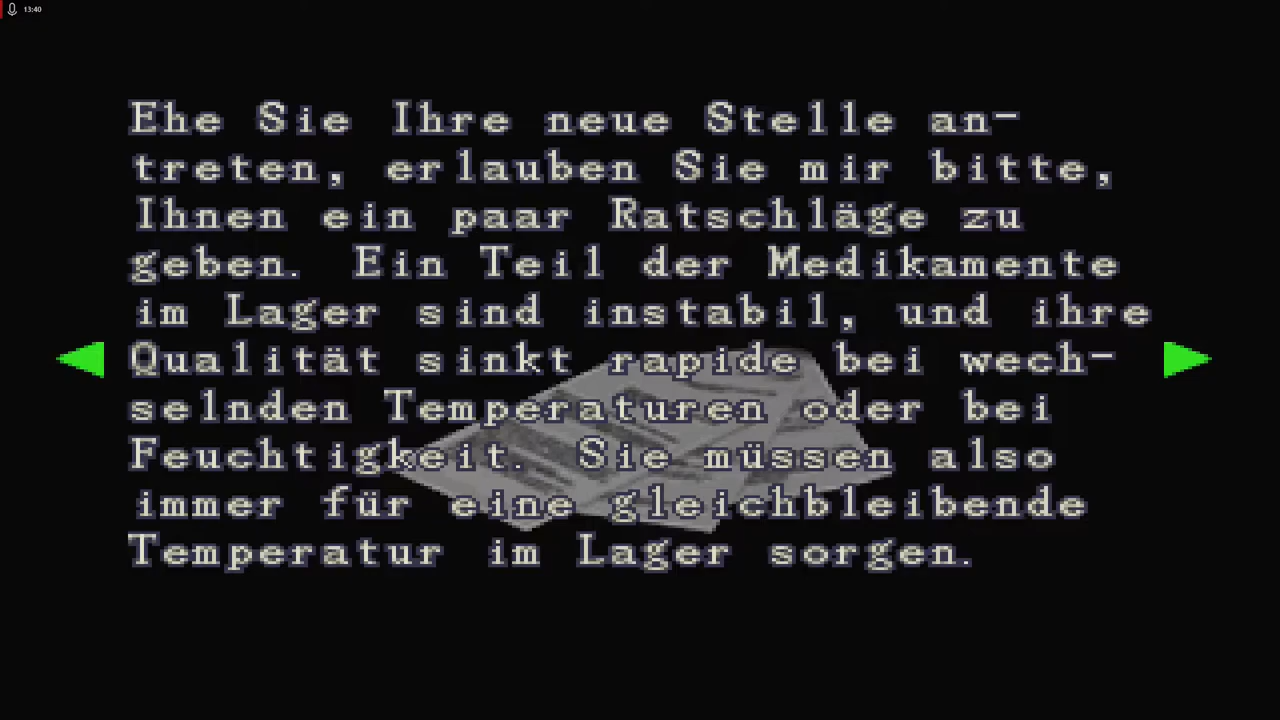 13:40
Ehe Sie Ihre neue Stelle an-
treten, erlauben Sie mir bitte,
Ihnen ein paar Ratschläge zu
geben. Ein Teil der Medikamente
im Lager sind instabil, und ihre
Qualität sinkt rapide bei wech-
selnden Temperaturen oder bei
Feuchtigkeit. Sie müssen also
immer für eine gleichbleibende
Temperatur im Lager sorgen.